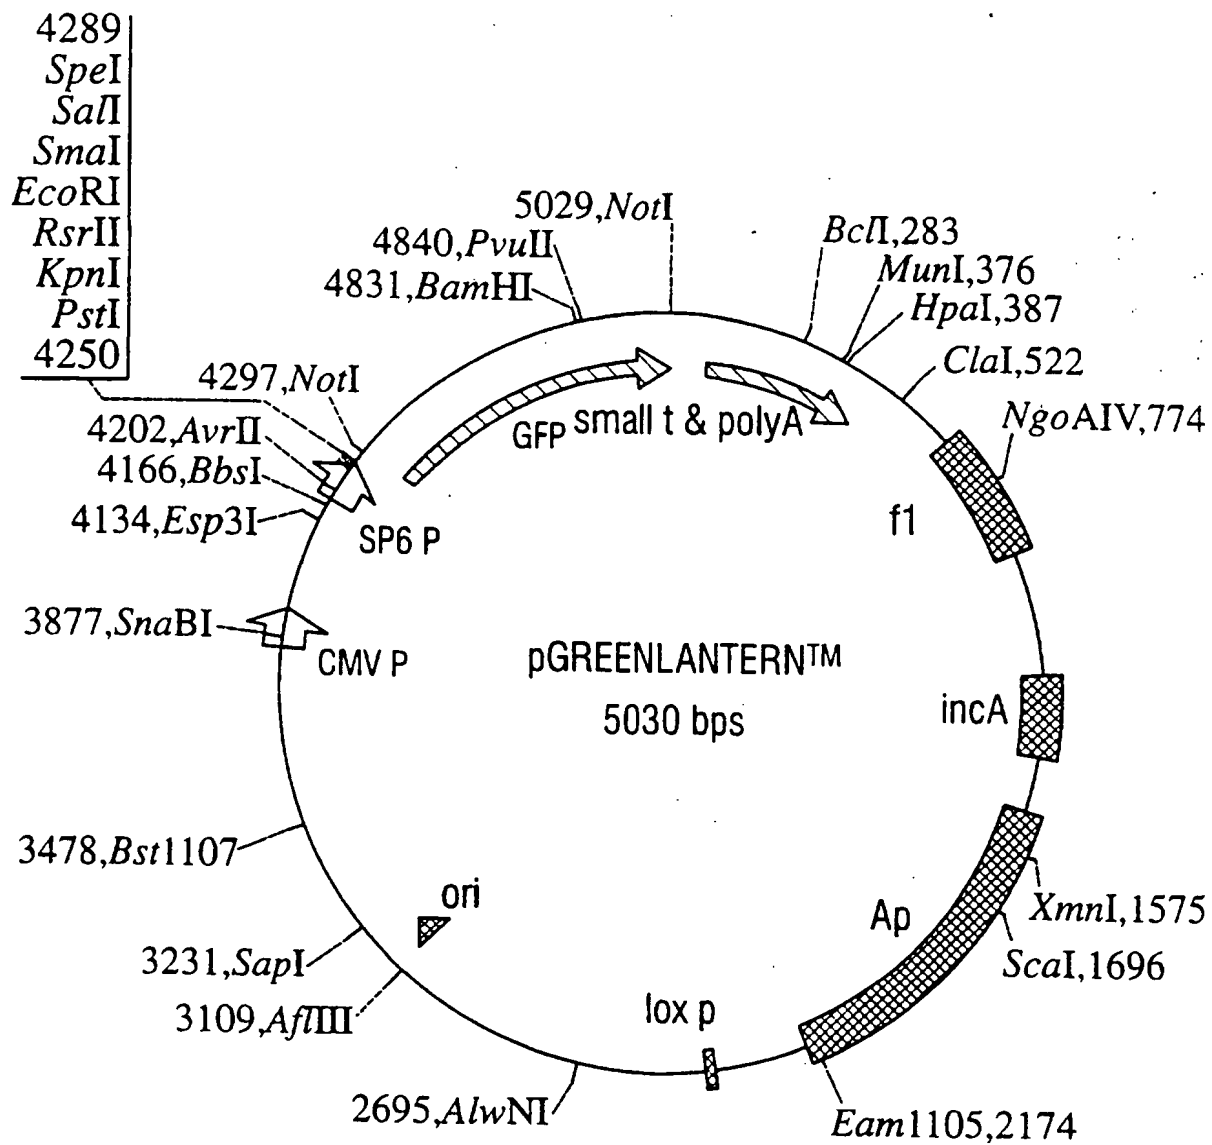 4289
SpeI
SalI
SmaI
EcoRI
RsrII
KpnI
PstI
4250
5029,NotI
4840,PvuII
4831,BamHI
BclI,283
MunI,376
HpaI,387
ClaI,522
NgoAIV,774
4297,NotI
4202,AvrII
4166,BbsI
4134,Esp3I
GFP
small t & polyA
SP6 P
f1
3877,SnaBI
CMV P
pGREENLANTERN™
5030 bps
incA
3478,Bst1107
ori
Ap
XmnI,1575
ScaI,1696
3231,SapI
3109,AflIII
lox p
2695,AlwNI
Eam1105,2174